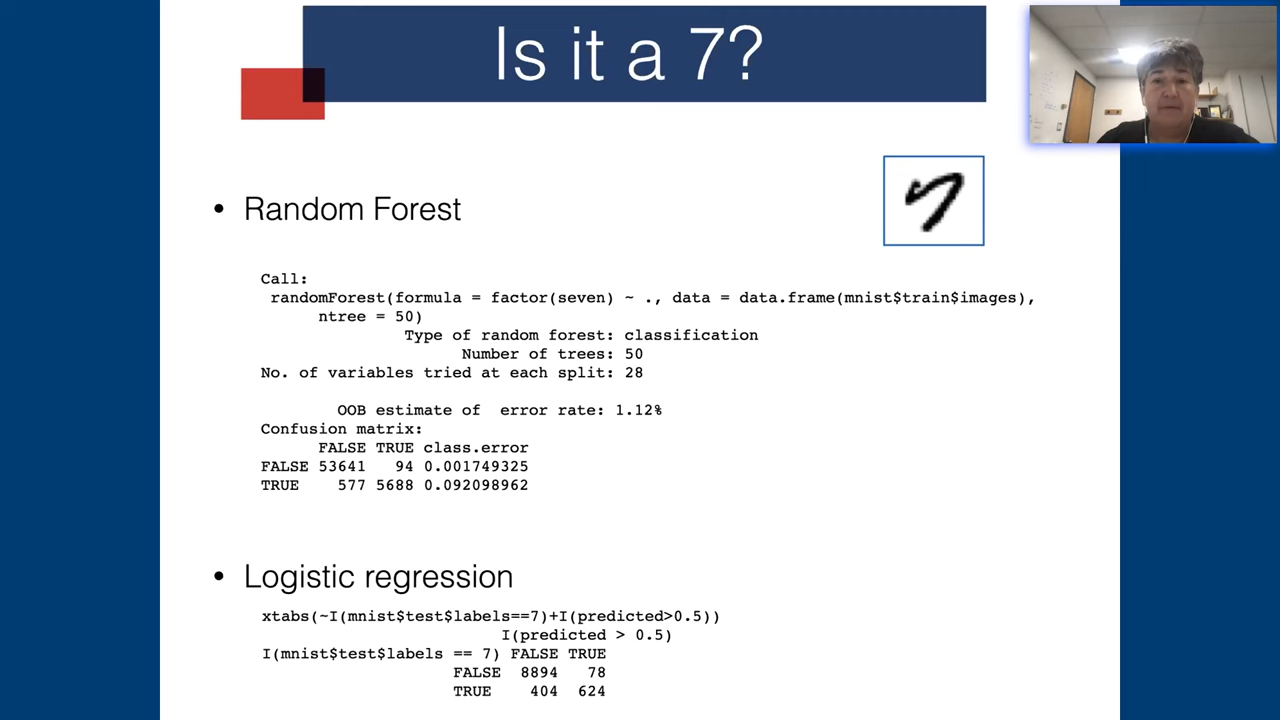 Is it a 7?
• Random Forest
7
Call:
randomForest(formula = factor(seven) ~ ., data = data.frame(mnist$train$images),
ntree = 50)
Type of random forest: classification
Number of trees: 50
No. of variables tried at each split: 28
OOB estimate of  error rate: 1.12%
Confusion matrix:
FALSE TRUE class.error
FALSE 53641   94 0.001749325
TRUE    577 5688 0.092098962
• Logistic regression
xtabs(~I(mnist$test$labels==7)+I(predicted>0.5))
I(predicted > 0.5)
I(mnist$test$labels == 7) FALSE TRUE
FALSE  8894   78
TRUE    404  624